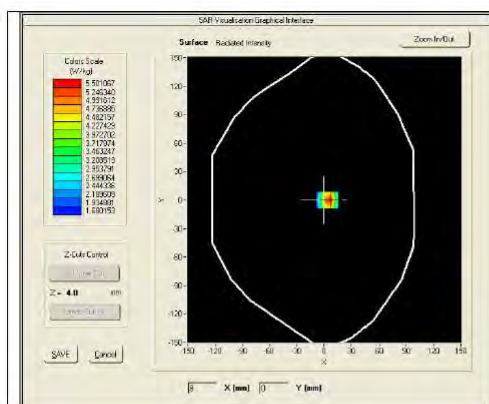 SAR Visualisation Graphical Interface
Surface Radiated Intensity
Zoom In/Out
Colors Scale
(W/kg)
5.501067
5.246340
4.991612
4.736885
4.482157
4.227429
3.972702
3.717974
3.463247
3.208519
2.953791
2.699064
2.444336
2.189609
1.934881
1.680153
150
120
90
60
30
0
-30
-60
-90
-120
-150
Y
-150 -120 -90 -60 -30 0 30 60 90 120 150
X
Z-Cuts Control
Z = 4.0 mm
SAVE
Cancel
X (mm) 0 Y (mm)